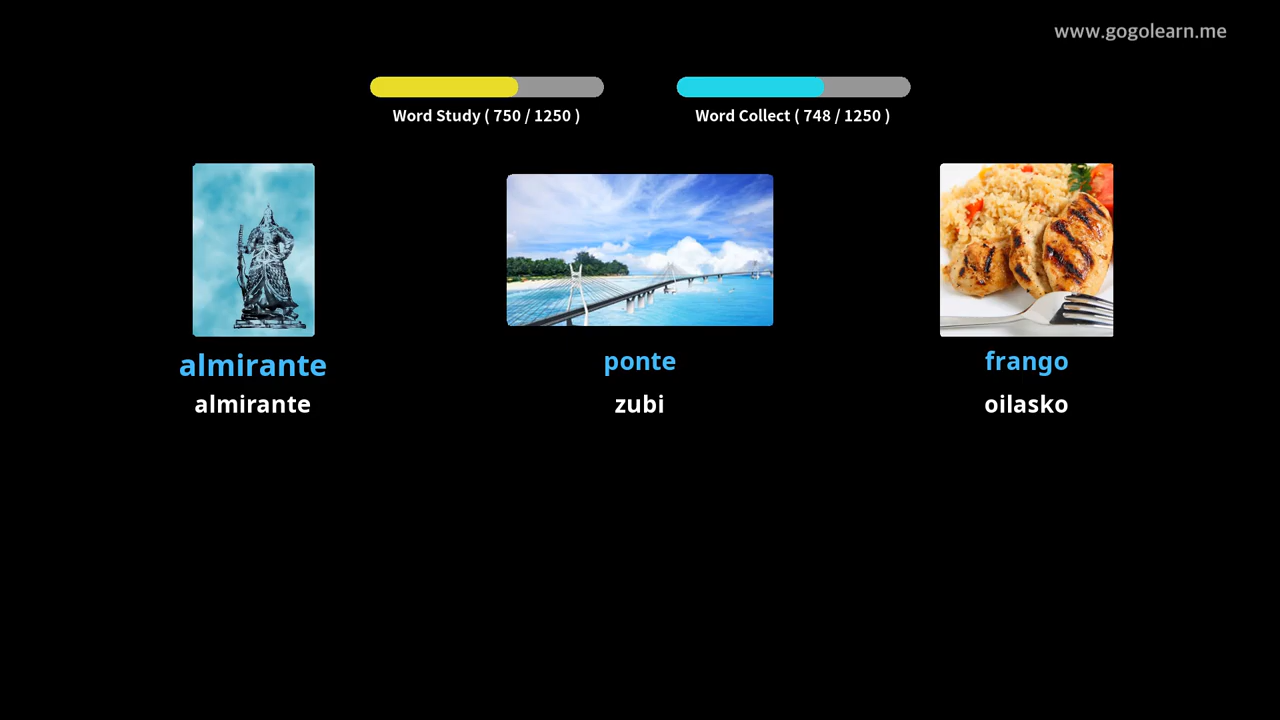 www.gogolearn.me
Word Study ( 750 / 1250 )
Word Collect ( 748 / 1250 )
almirante
almirante
ponte
zubi
frango
oilasko